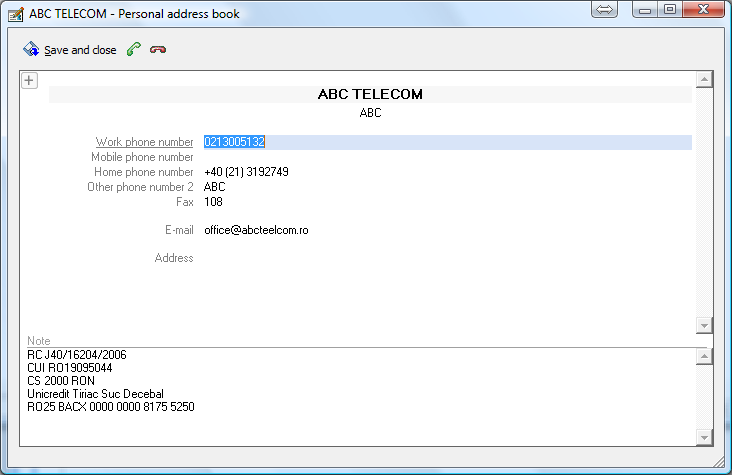 ABC TELECOM - Personal address book
Save and close
ABC TELECOM
ABC
Work phone number 0213005132
Mobile phone number
Home phone number +40 (21) 3192749
Other phone number 2 ABC
Fax 108
E-mail office@abcteelcom.ro
Address
Note
RC J40/16204/2006
CUI RO19095044
CS 2000 RON
Unicredit Tiriac Suc Decebal
RO25 BACX 0000 0000 8175 5250